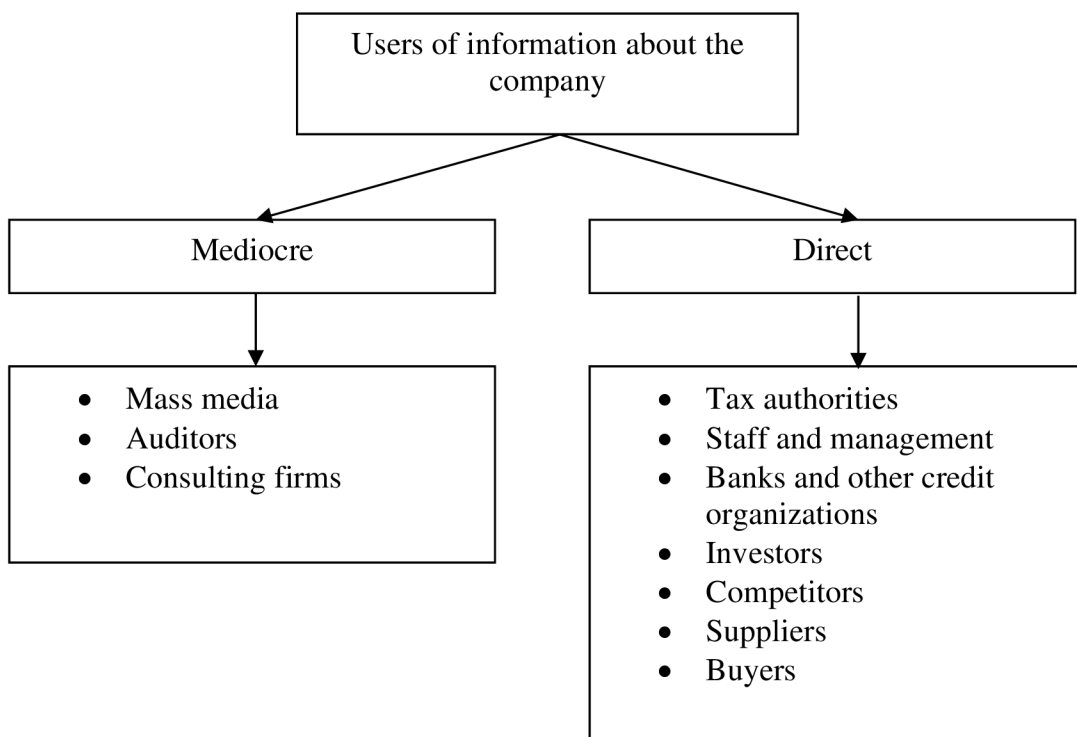 Users of information about the
company
Mediocre
Direct
• Mass media
• Auditors
• Consulting firms
• Tax authorities
• Staff and management
• Banks and other credit
organizations
• Investors
• Competitors
• Suppliers
• Buyers